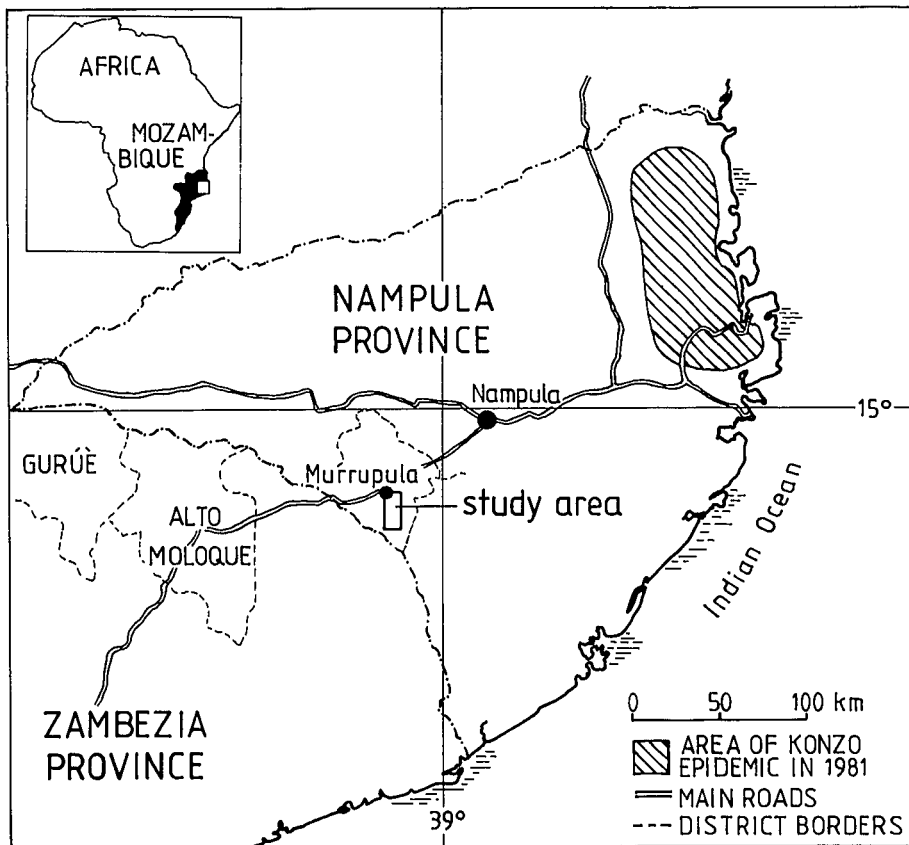 AFRICA
MOZAM-
BIQUE
NAMPULA
PROVINCE
Nampula
15°
GURÚÈ
Murrupula
study area
ALTO
MOLOQUE
Indian Ocean
ZAMBEZIA
PROVINCE
39°
0 50 100 km
AREA OF KONZO
EPIDEMIC IN 1981
MAIN ROADS
DISTRICT BORDERS